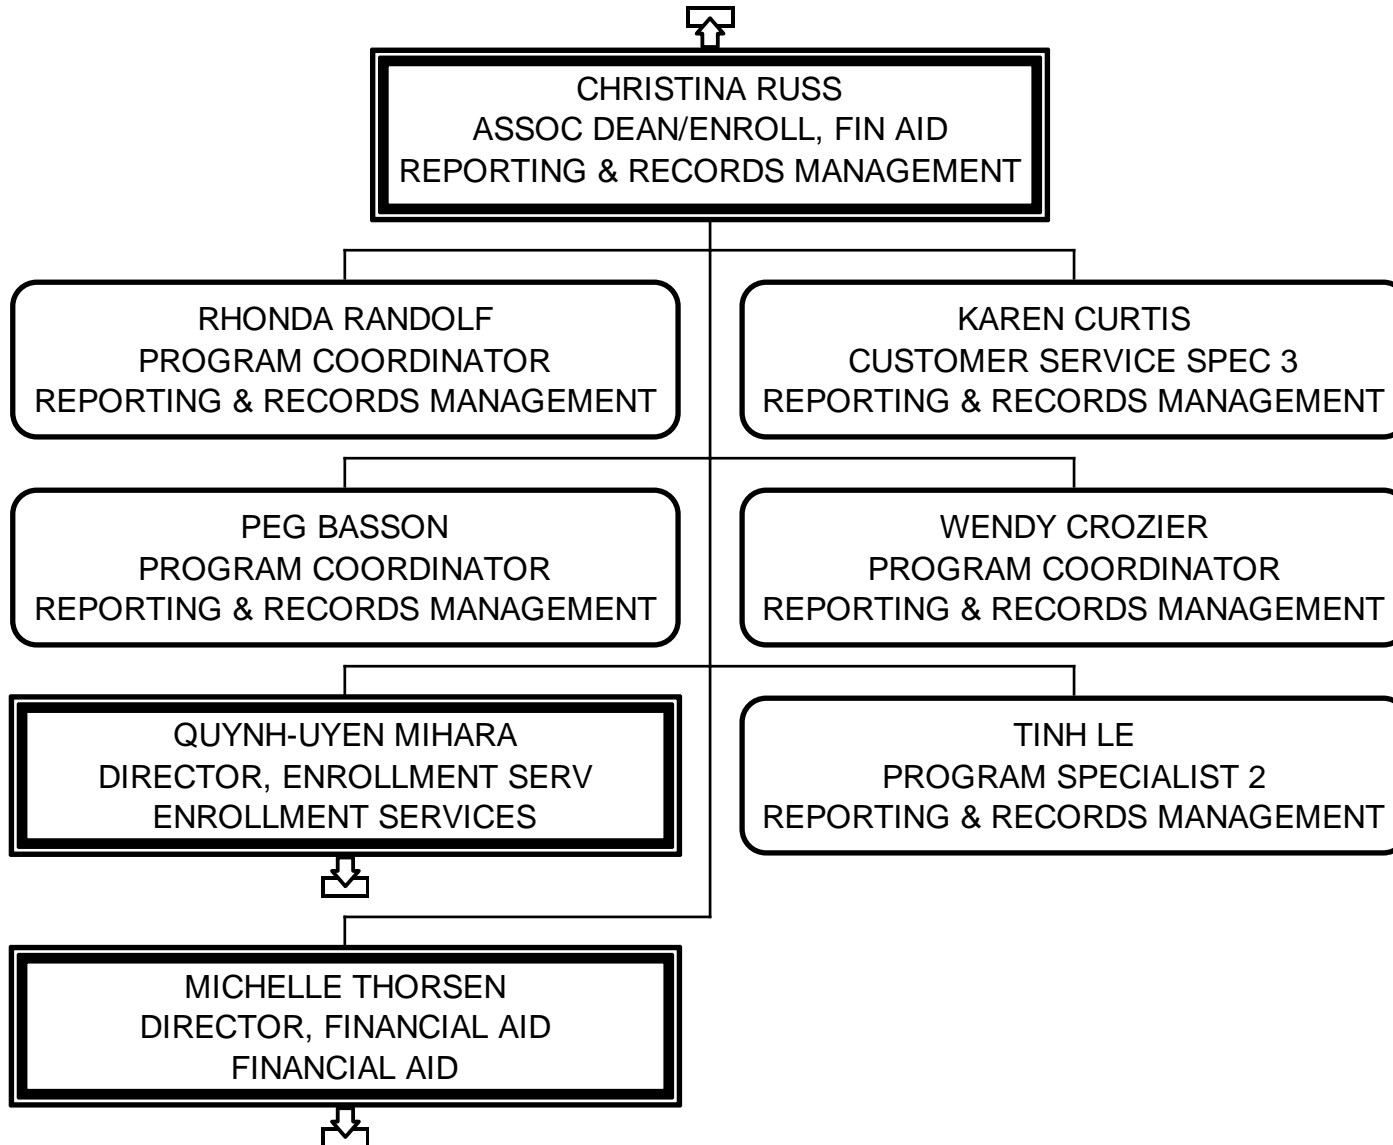 CHRISTINA RUSS
ASSOC DEAN/ENROLL, FIN AID
REPORTING & RECORDS MANAGEMENT
RHONDA RANDOLF
PROGRAM COORDINATOR
REPORTING & RECORDS MANAGEMENT
KAREN CURTIS
CUSTOMER SERVICE SPEC 3
REPORTING & RECORDS MANAGEMENT
PEG BASSON
PROGRAM COORDINATOR
REPORTING & RECORDS MANAGEMENT
WENDY CROZIER
PROGRAM COORDINATOR
REPORTING & RECORDS MANAGEMENT
QUYNH-UYEN MIHARA
DIRECTOR, ENROLLMENT SERV
ENROLLMENT SERVICES
TINH LE
PROGRAM SPECIALIST 2
REPORTING & RECORDS MANAGEMENT
MICHELLE THORSEN
DIRECTOR, FINANCIAL AID
FINANCIAL AID